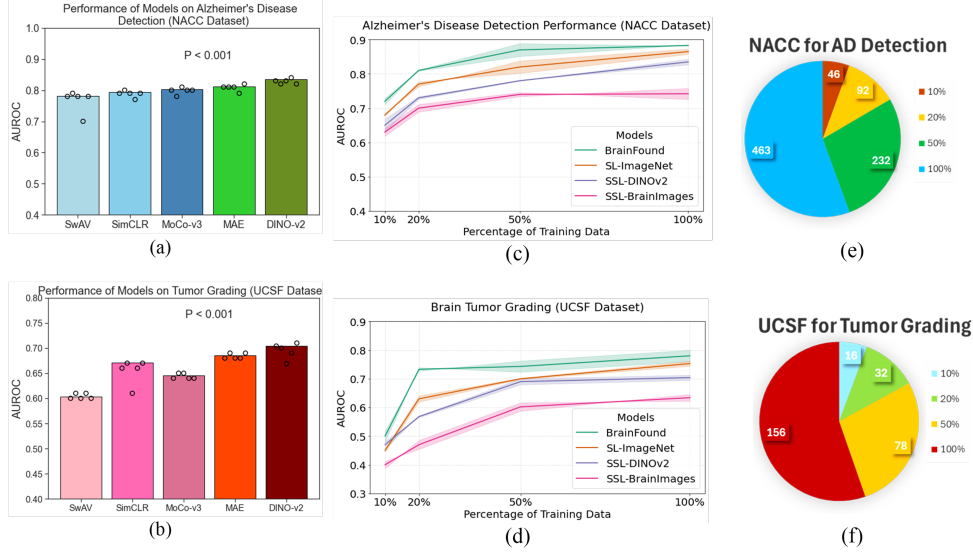 Performance of Models on Alzheimer's Disease
Detection (NACC Dataset)
P < 0.001
AUROC
1.0
0.9
0.8
0.7
0.6
0.5
0.4
SwAV SimCLR MoCo-v3 MAE DINO-v2
(a)
Alzheimer's Disease Detection Performance (NACC Dataset)
AUROC
0.9
0.8
0.7
0.6
0.5
0.4
Models
BrainFound
SL-ImageNet
SSL-DINOv2
SSL-BrainImages
10% 20% 50% 100%
Percentage of Training Data
(c)
NACC for AD Detection
46
92
232
463
10%
20%
50%
100%
(e)
Performance of Models on Tumor Grading (UCSF Datase
P < 0.001
AUROC
0.80
0.75
0.70
0.65
0.60
0.55
0.50
0.45
0.40
SwAV SimCLR MoCo-v3 MAE DINO-v2
(b)
Brain Tumor Grading (UCSF Dataset)
AUROC
0.9
0.8
0.7
0.6
0.5
0.4
0.3
Models
BrainFound
SL-ImageNet
SSL-DINOv2
SSL-BrainImages
10% 20% 50% 100%
Percentage of Training Data
(d)
UCSF for Tumor Grading
16
32
78
156
10%
20%
50%
100%
(f)